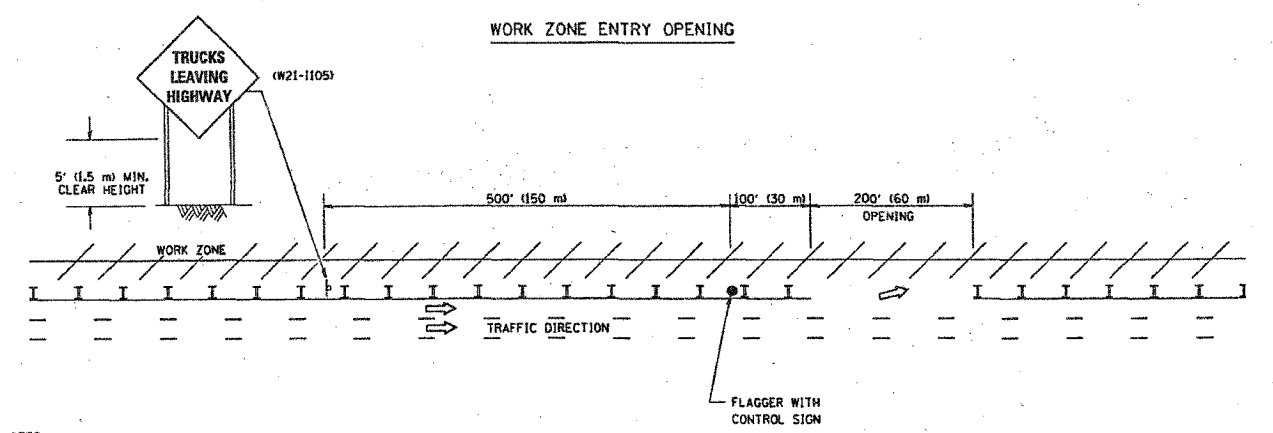 WORK ZONE ENTRY OPENING
TRUCKS
LEAVING
HIGHWAY
(W21-I105)
5' (1.5 m) MIN.
CLEAR HEIGHT
500' (150 m)
100' (30 m)
200' (60 m)
OPENING
WORK ZONE
TRAFFIC DIRECTION
FLAGGER WITH
CONTROL SIGN